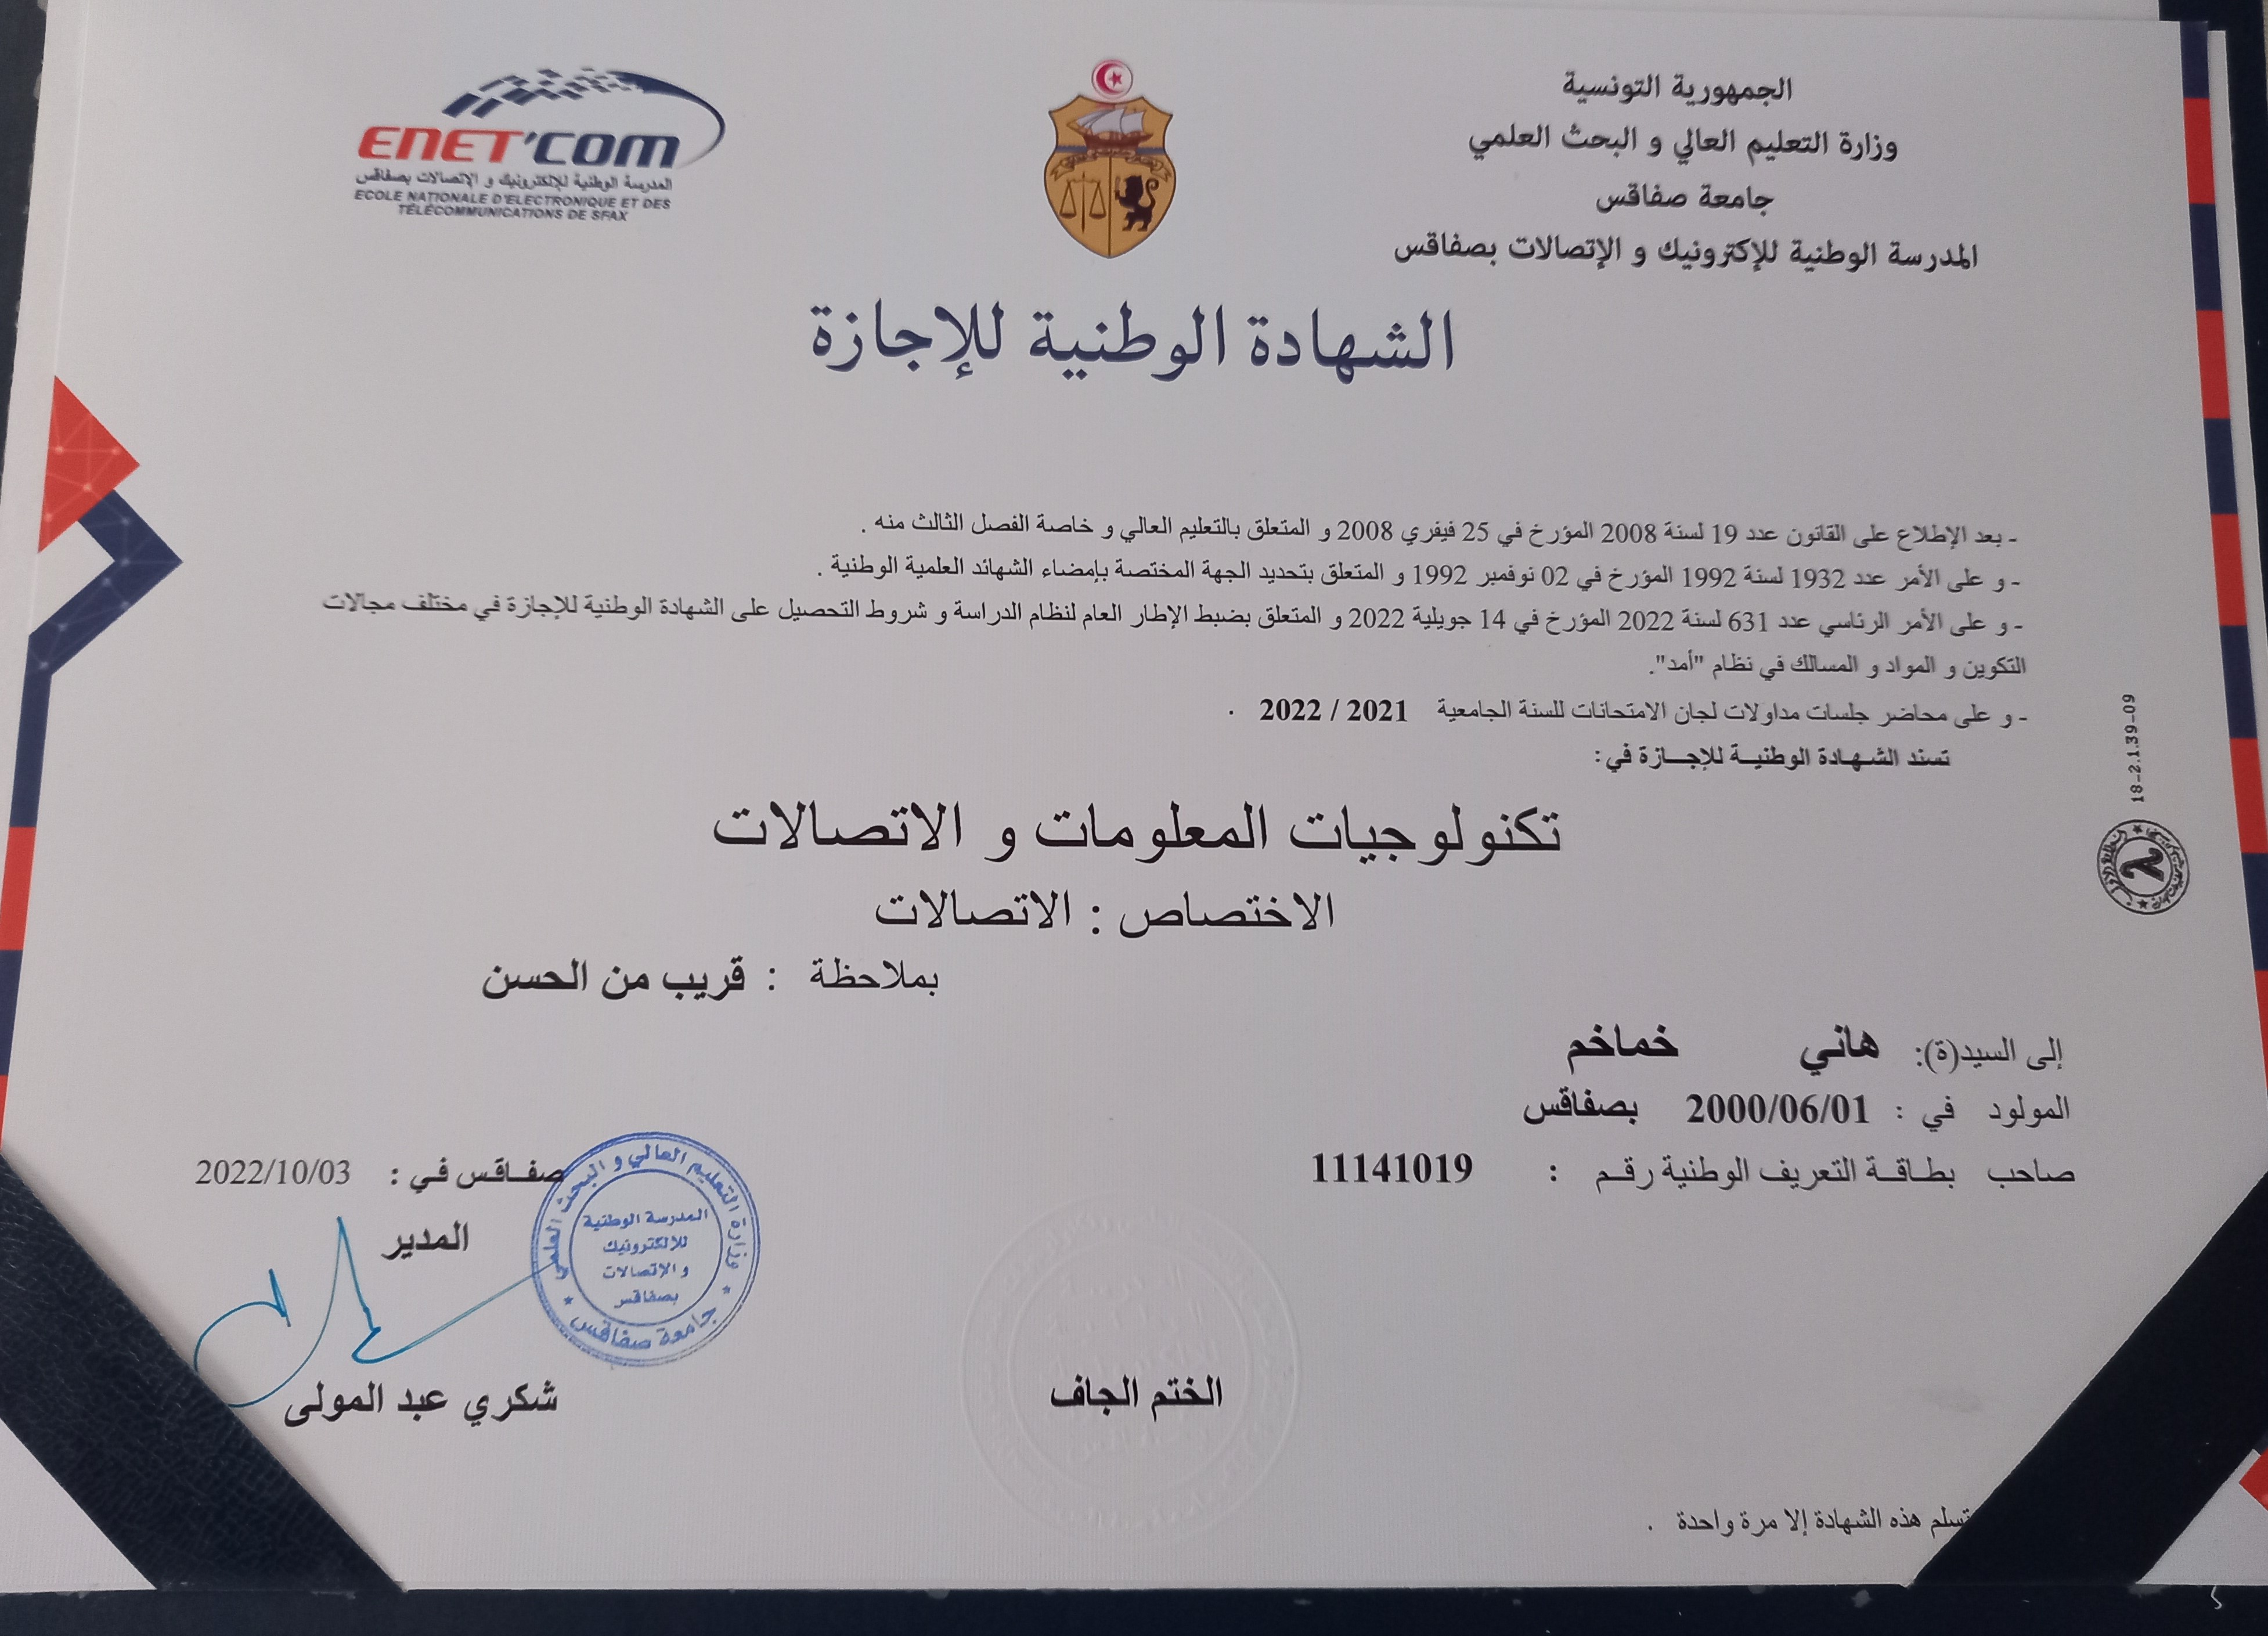 الجمهورية التونسية
وزارة التعليم العالي و البحث العلمي
جامعة صفاقس
المدرسة الوطنية للإكترونيك و الإتصالات بصفاقس
ENET'COM
المدرسة الوطنية للإلكترونيك و الإتصالات بصفاقس
ECOLE NATIONALE D'ELECTRONIQUE ET DES
TÉLÉCOMMUNICATIONS DE SFAX
الشهادة الوطنية للإجازة
- بعد الإطلاع على القانون عدد 19 لسنة 2008 المؤرخ في 25 فيفري 2008 و المتعلق بالتعليم العالي و خاصة الفصل الثالث منه .
- و على الأمر عدد 1932 لسنة 1992 المؤرخ في 02 نوفمبر 1992 و المتعلق بتحديد الجهة المختصة بإمضاء الشهائد العلمية الوطنية .
- و على الأمر الرئاسي عدد 631 لسنة 2022 المؤرخ في 14 جويلية 2022 و المتعلق بضبط الإطار العام لنظام الدراسة و شروط التحصيل على الشهادة الوطنية للإجازة في مختلف مجالات
التكوين و المواد و المسالك في نظام "أمد".
- و على محاضر جلسات مداولات لجان الامتحانات للسنة الجامعية 2021 / 2022 .
تسند الشهادة الوطنية للإجازة في:
تكنولوجيات المعلومات و الاتصالات
الاختصاص : الاتصالات
بملاحظة : قريب من الحسن
إلى السيد(ة): هاني خماخم
المولود في : 2000/06/01 بصفاقس
صاحب بطاقة التعريف الوطنية رقم : 11141019
صفاقس في : 2022/10/03
المدير
شكري عبد المولى
وزارة التعليم العالي و البحث العلمي
جامعة صفاقس
المدرسة الوطنية
للإلكترونيك
و الإتصالات
بصفاقس
الختم الجاف
تسلم هذه الشهادة إلا مرة واحدة .
18-2.1.39-09